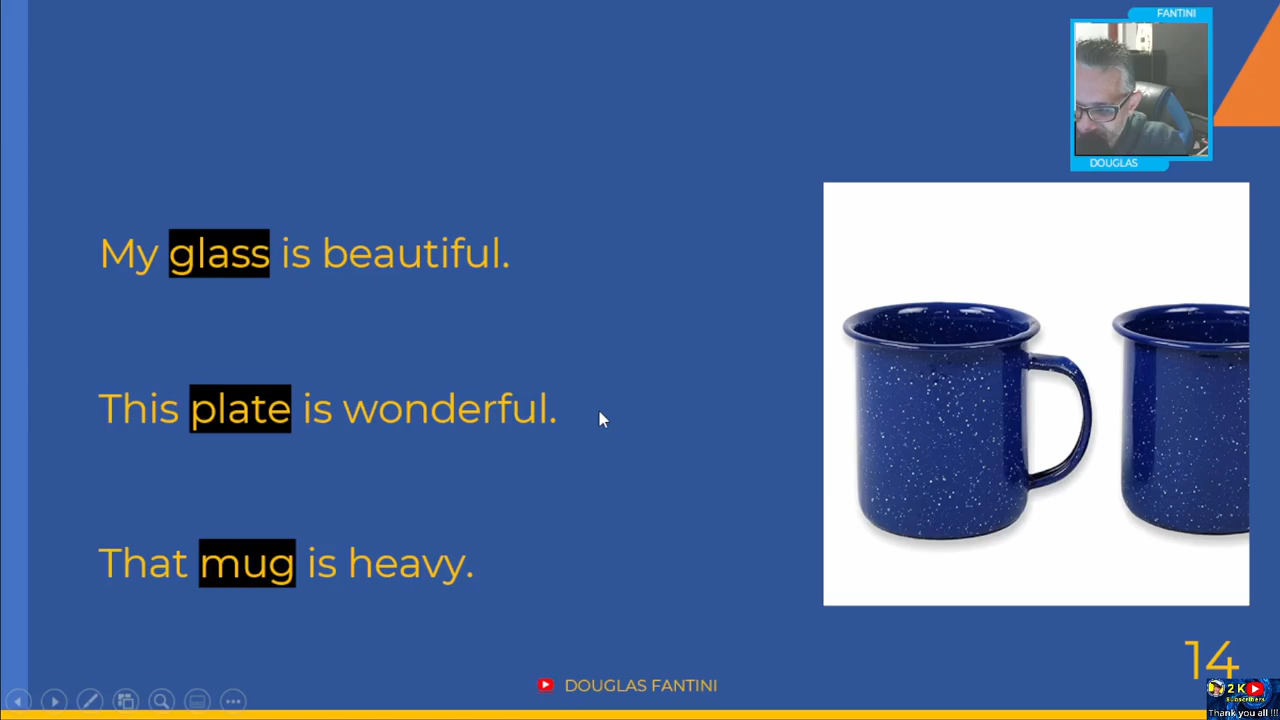 FANTINI
DOUGLAS
My glass is beautiful.
This plate is wonderful.
That mug is heavy.
14
DOUGLAS FANTINI
2K
Subscribers
Thank you all !!!